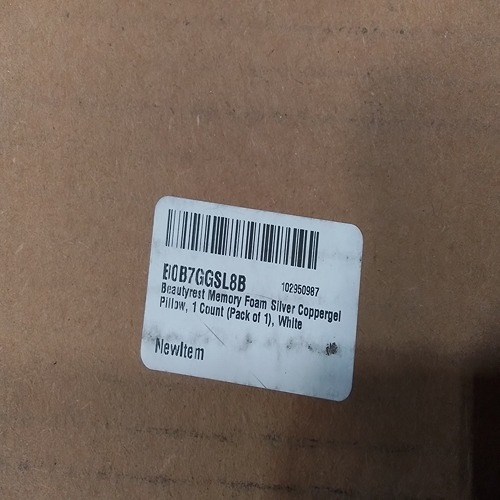 B0B7GGSL8B 102950987
Beautyrest Memory Foam Silver Coppergel
Pillow, 1 Count (Pack of 1), White
NewItem